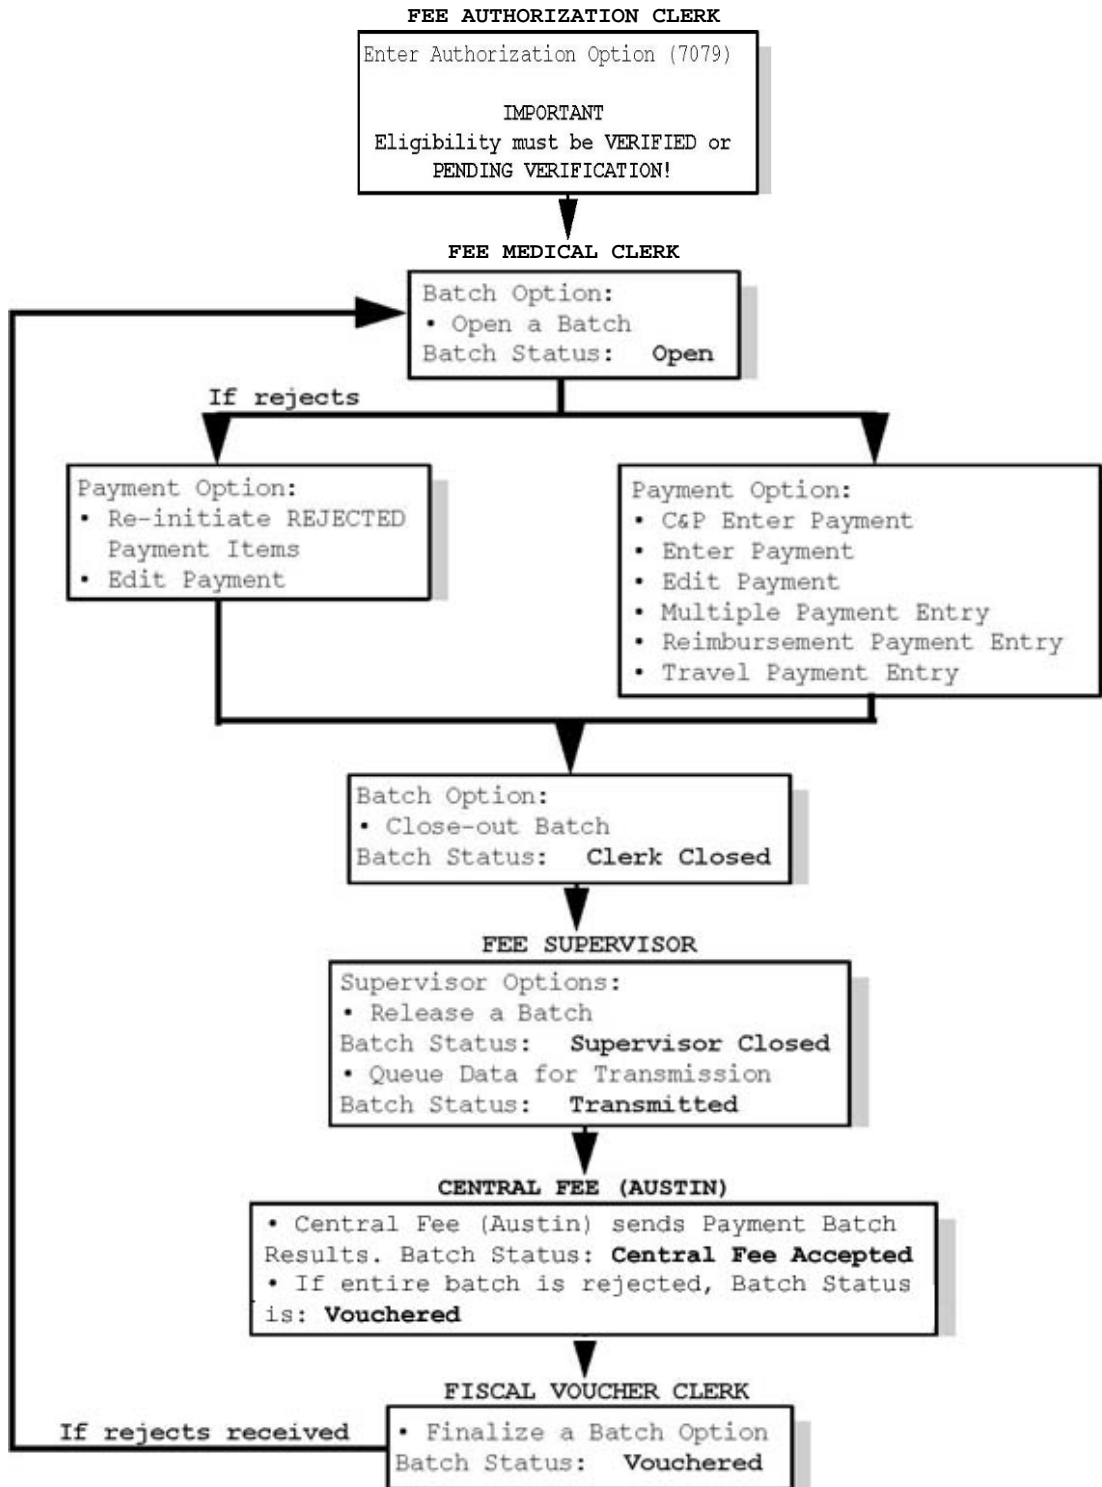 FEE AUTHORIZATION CLERK
Enter Authorization Option (7079)
IMPORTANT
Eligibility must be VERIFIED or
PENDING VERIFICATION!
FEE MEDICAL CLERK
Batch Option:
• Open a Batch
Batch Status: Open
If rejects
Payment Option:
• Re-initiate REJECTED
Payment Items
• Edit Payment
Payment Option:
• C&P Enter Payment
• Enter Payment
• Edit Payment
• Multiple Payment Entry
• Reimbursement Payment Entry
• Travel Payment Entry
Batch Option:
• Close-out Batch
Batch Status: Clerk Closed
FEE SUPERVISOR
Supervisor Options:
• Release a Batch
Batch Status: Supervisor Closed
• Queue Data for Transmission
Batch Status: Transmitted
CENTRAL FEE (AUSTIN)
• Central Fee (Austin) sends Payment Batch
Results. Batch Status: Central Fee Accepted
• If entire batch is rejected, Batch Status
is: Vouchered
FISCAL VOUCHER CLERK
If rejects received
• Finalize a Batch Option
Batch Status: Vouchered